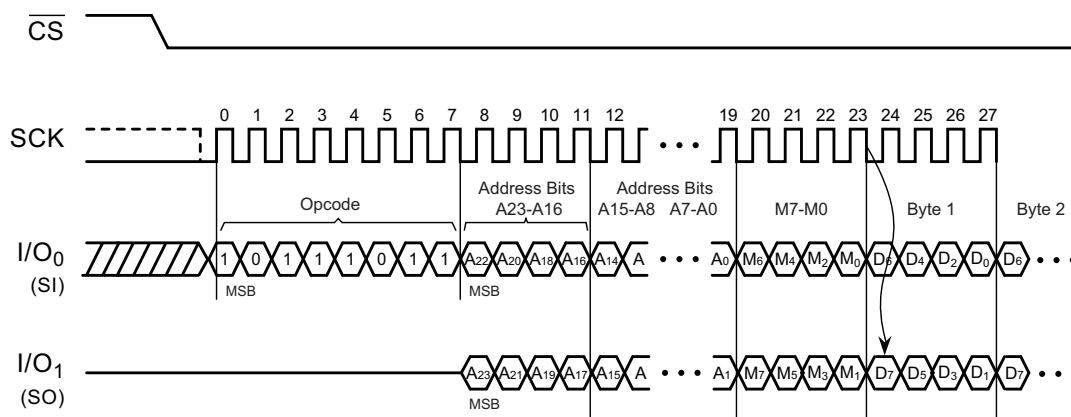 CS
0 1 2 3 4 5 6 7 8 9 10 11 12 19 20 21 22 23 24 25 26 27
SCK
Opcode
Address Bits
A23-A16
Address Bits
A15-A8 A7-A0
M7-M0
Byte 1
Byte 2
I/O0
(SI)
1 0 1 1 1 0 1 1 A22 A20 A18 A16 A14 A A0 M6 M4 M2 M0 D6 D4 D2 D0 D6
MSB MSB
I/O1
(SO)
A23 A21 A19 A17 A15 A A1 M7 M5 M3 M1 D7 D5 D3 D1 D7
MSB